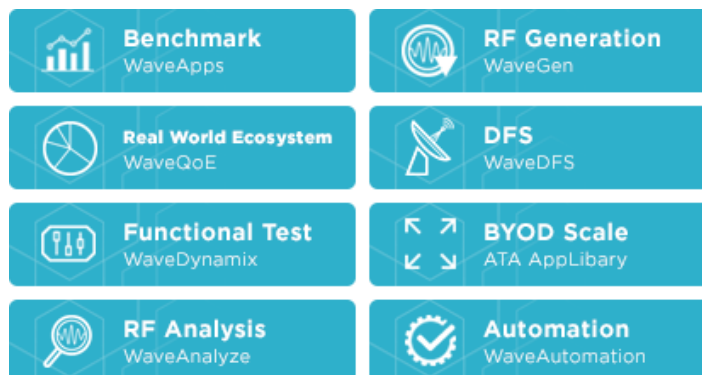 Benchmark
WaveApps
RF Generation
WaveGen
Real World Ecosystem
WaveQoE
DFS
WaveDFS
Functional Test
WaveDynamix
BYOD Scale
ATA AppLibary
RF Analysis
WaveAnalyze
Automation
WaveAutomation